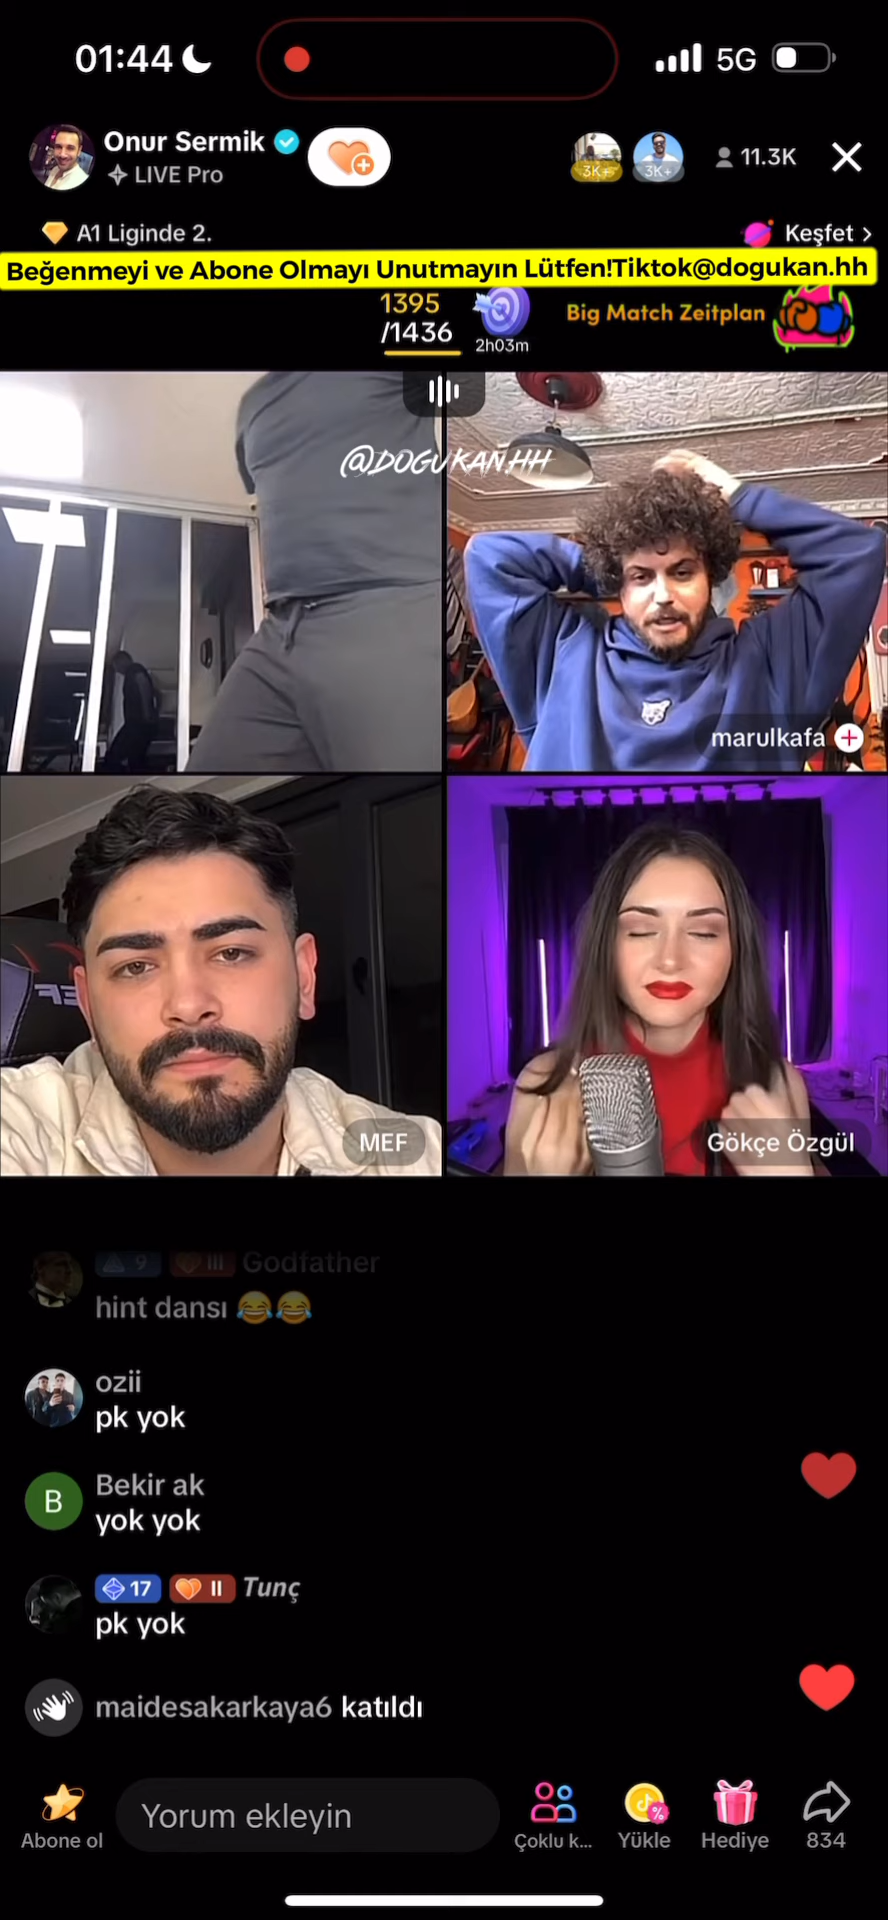 01:44
5G
Onur Sermik
LIVE Pro
3K+
3K+
11.3K
A1 Liginde 2.
Keşfet >
Beğenmeyi ve Abone Olmayı Unutmayın Lütfen!Tiktok@dogukan.hh
1395
/1436
2h03m
Big Match Zeitplan
@DOGUKAN.HH
marulkafa
MEF
Gökçe Özgül
9 III Godfather
hint dansı 😂😂
ozii
pk yok
B
Bekir ak
yok yok
17 II Tunç
pk yok
maidesakarkaya6 katıldı
Abone ol
Yorum ekleyin
Çoklu k...
Yükle
Hediye
834